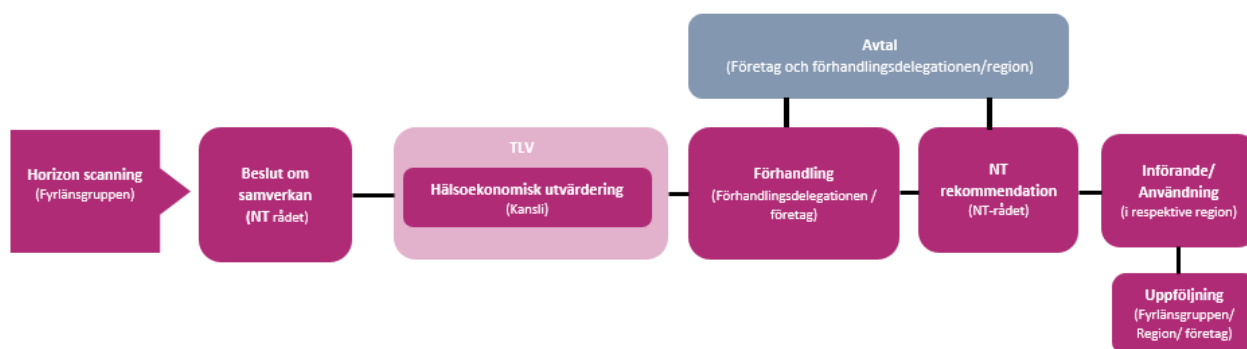 Avtal
(Företag och förhandlingsdelegationen/region)
Horizon scanning
(Fyrlänsgruppen)
Beslut om
samverkan
(NT rådet)
TLV
Hälsoekonomisk utvärdering
(Kansli)
Förhandling
(Förhandlingsdelegationen /
företag)
NT
rekommendation
(NT-rådet)
Införande/
Användning
(i respektive region)
Uppföljning
(Fyrlänsgruppen/
Region/ företag)